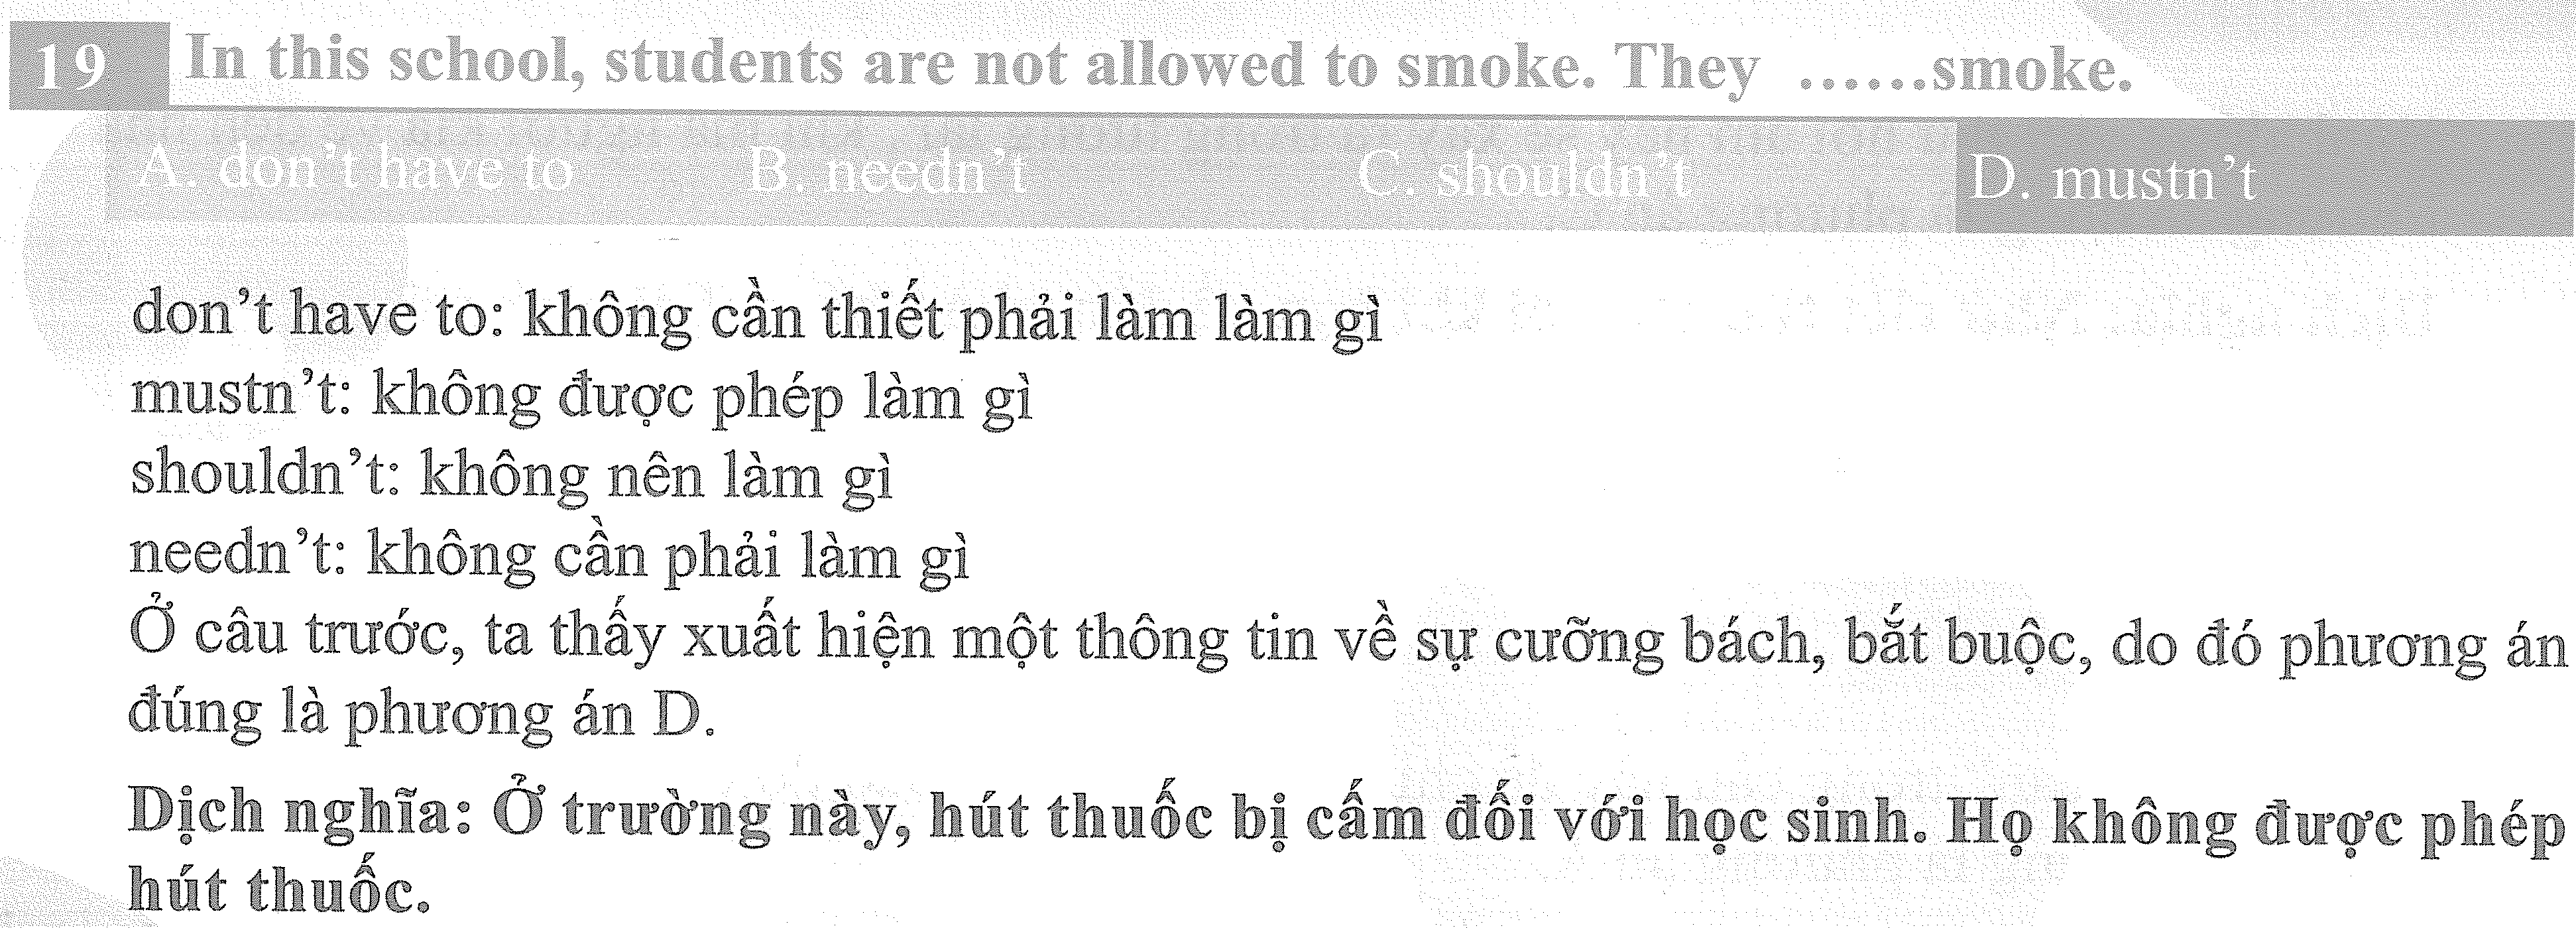 19 In this school, students are not allowed to smoke. They ......smoke.
A. don't have to B. needn't C. shouldn't D. mustn't
don't have to: không cần thiết phải làm làm gì
mustn't: không được phép làm gì
shouldn't: không nên làm gì
needn't: không cần phải làm gì
Ở câu trước, ta thấy xuất hiện một thông tin về sự cưỡng bách, bắt buộc, do đó phương án
đúng là phương án D.
Dịch nghĩa: Ở trường này, hút thuốc bị cấm đối với học sinh. Họ không được phép
hút thuốc.